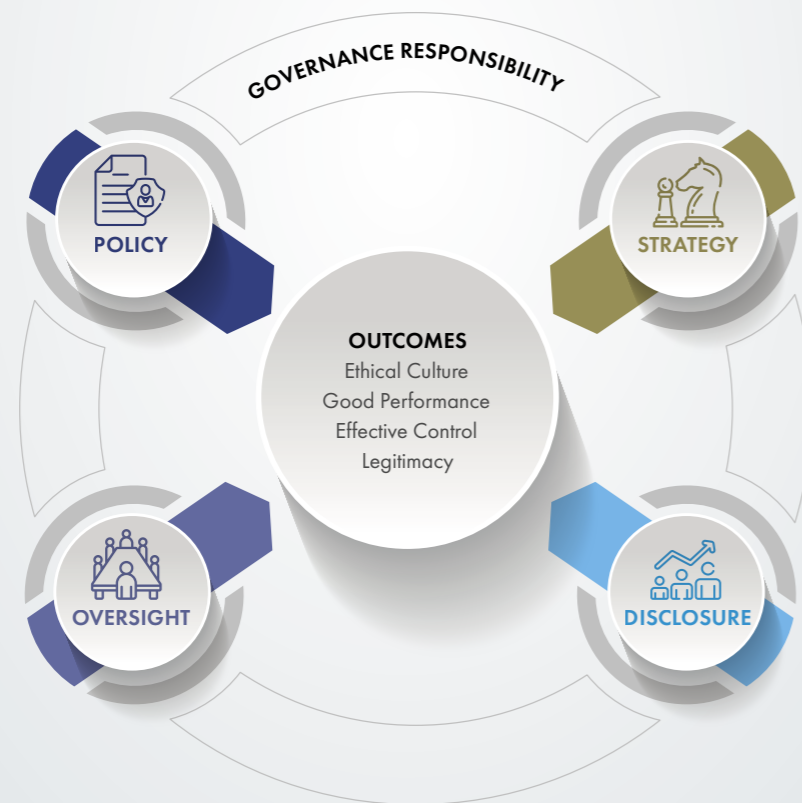 GOVERNANCE RESPONSIBILITY
POLICY
STRATEGY
OUTCOMES
Ethical Culture
Good Performance
Effective Control
Legitimacy
OVERSIGHT
DISCLOSURE